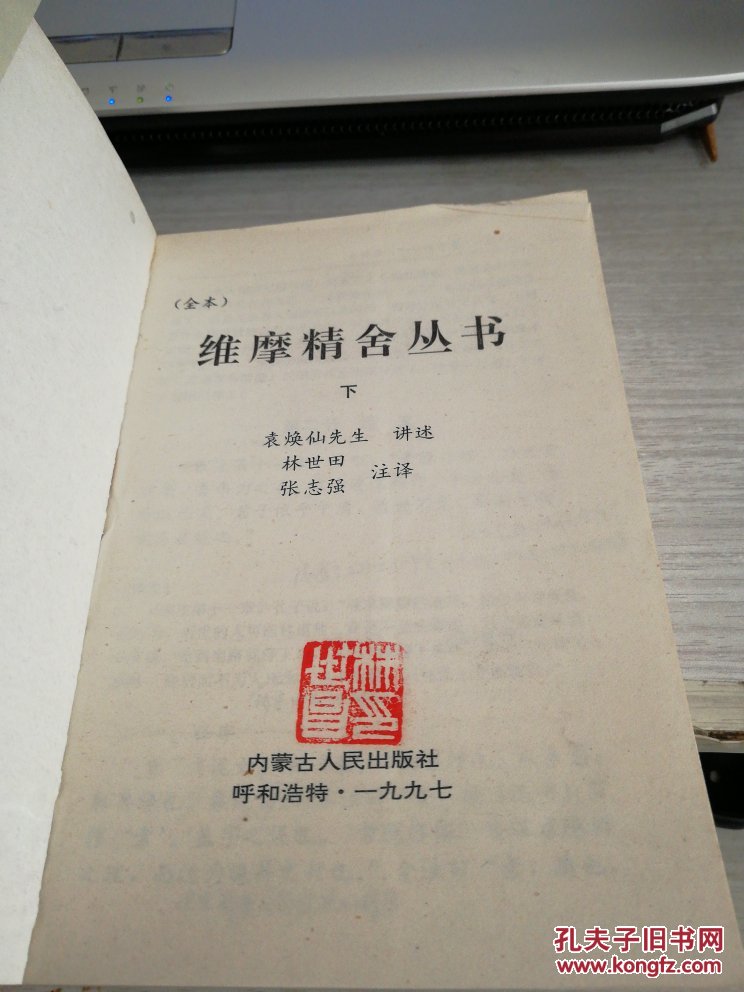 （全本）
维摩精舍丛书
下
袁焕仙先生 讲述
林世田
张志强 注译
内蒙古人民出版社
呼和浩特·一九九七
孔夫子旧书网
www.kongfz.com